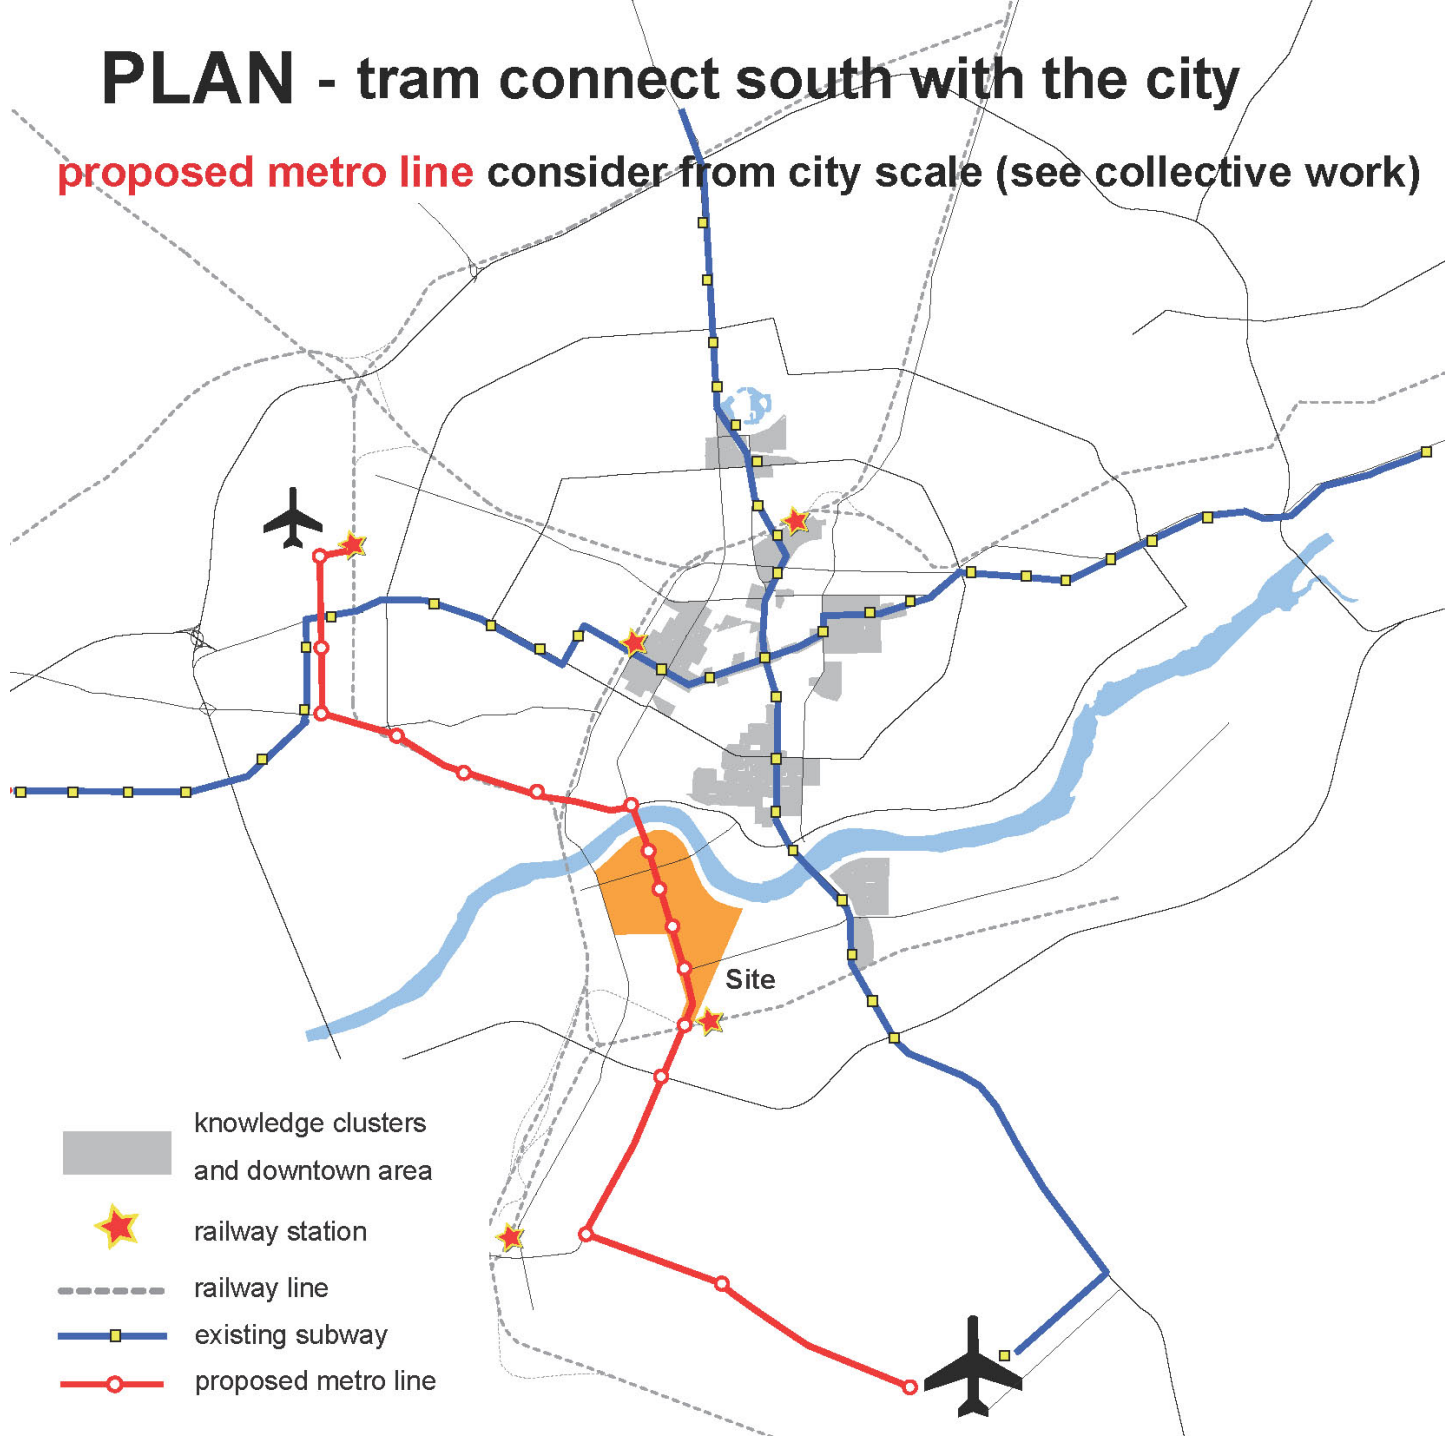 PLAN - tram connect south with the city
proposed metro line consider from city scale (see collective work)
Site
knowledge clusters
and downtown area
railway station
railway line
existing subway
proposed metro line